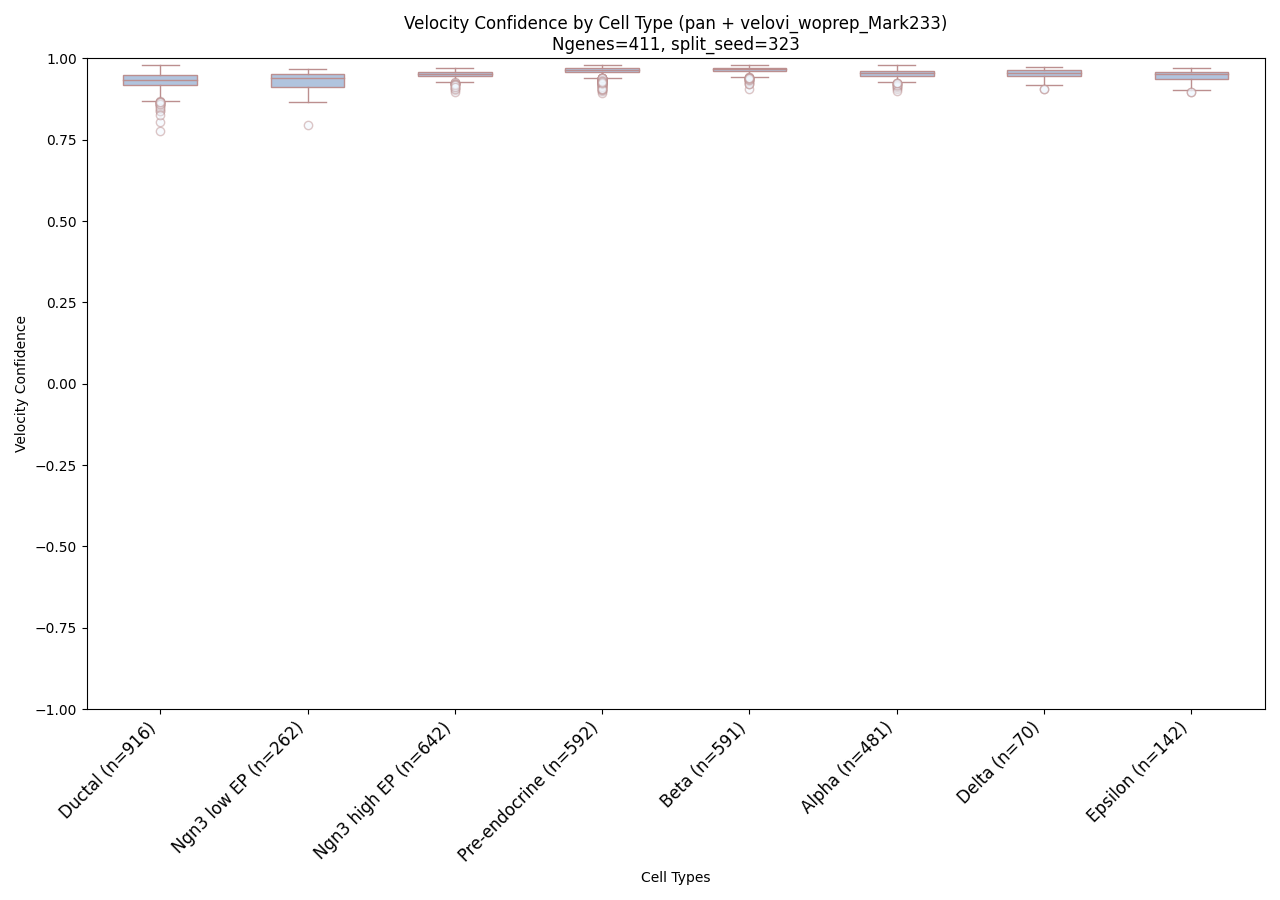 Velocity Confidence by Cell Type (pan + velovi_woprep_Mark233)
Ngenes=411, split_seed=323
Velocity Confidence
1.00
0.75
0.50
0.25
0.00
−0.25
−0.50
−0.75
−1.00
Ductal (n=916)
Ngn3 low EP (n=262)
Ngn3 high EP (n=642)
Pre-endocrine (n=592)
Beta (n=591)
Alpha (n=481)
Delta (n=70)
Epsilon (n=142)
Cell Types